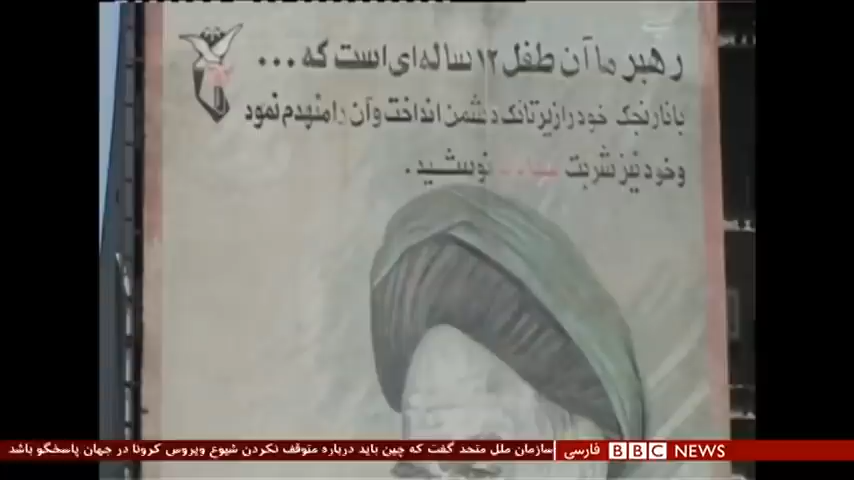 رهبر ما آن طفل ۱۲ ساله‌ای است که ...
با نارنجک خود را زیر تانک دشمن انداخت و آن را منهدم نمود
و خود نیز شربت نوشید.
سازمان ملل متحد گفت که چین باید درباره متوقف نکردن شیوع ویروس کرونا در جهان پاسخگو باشد
فارسی BBC NEWS